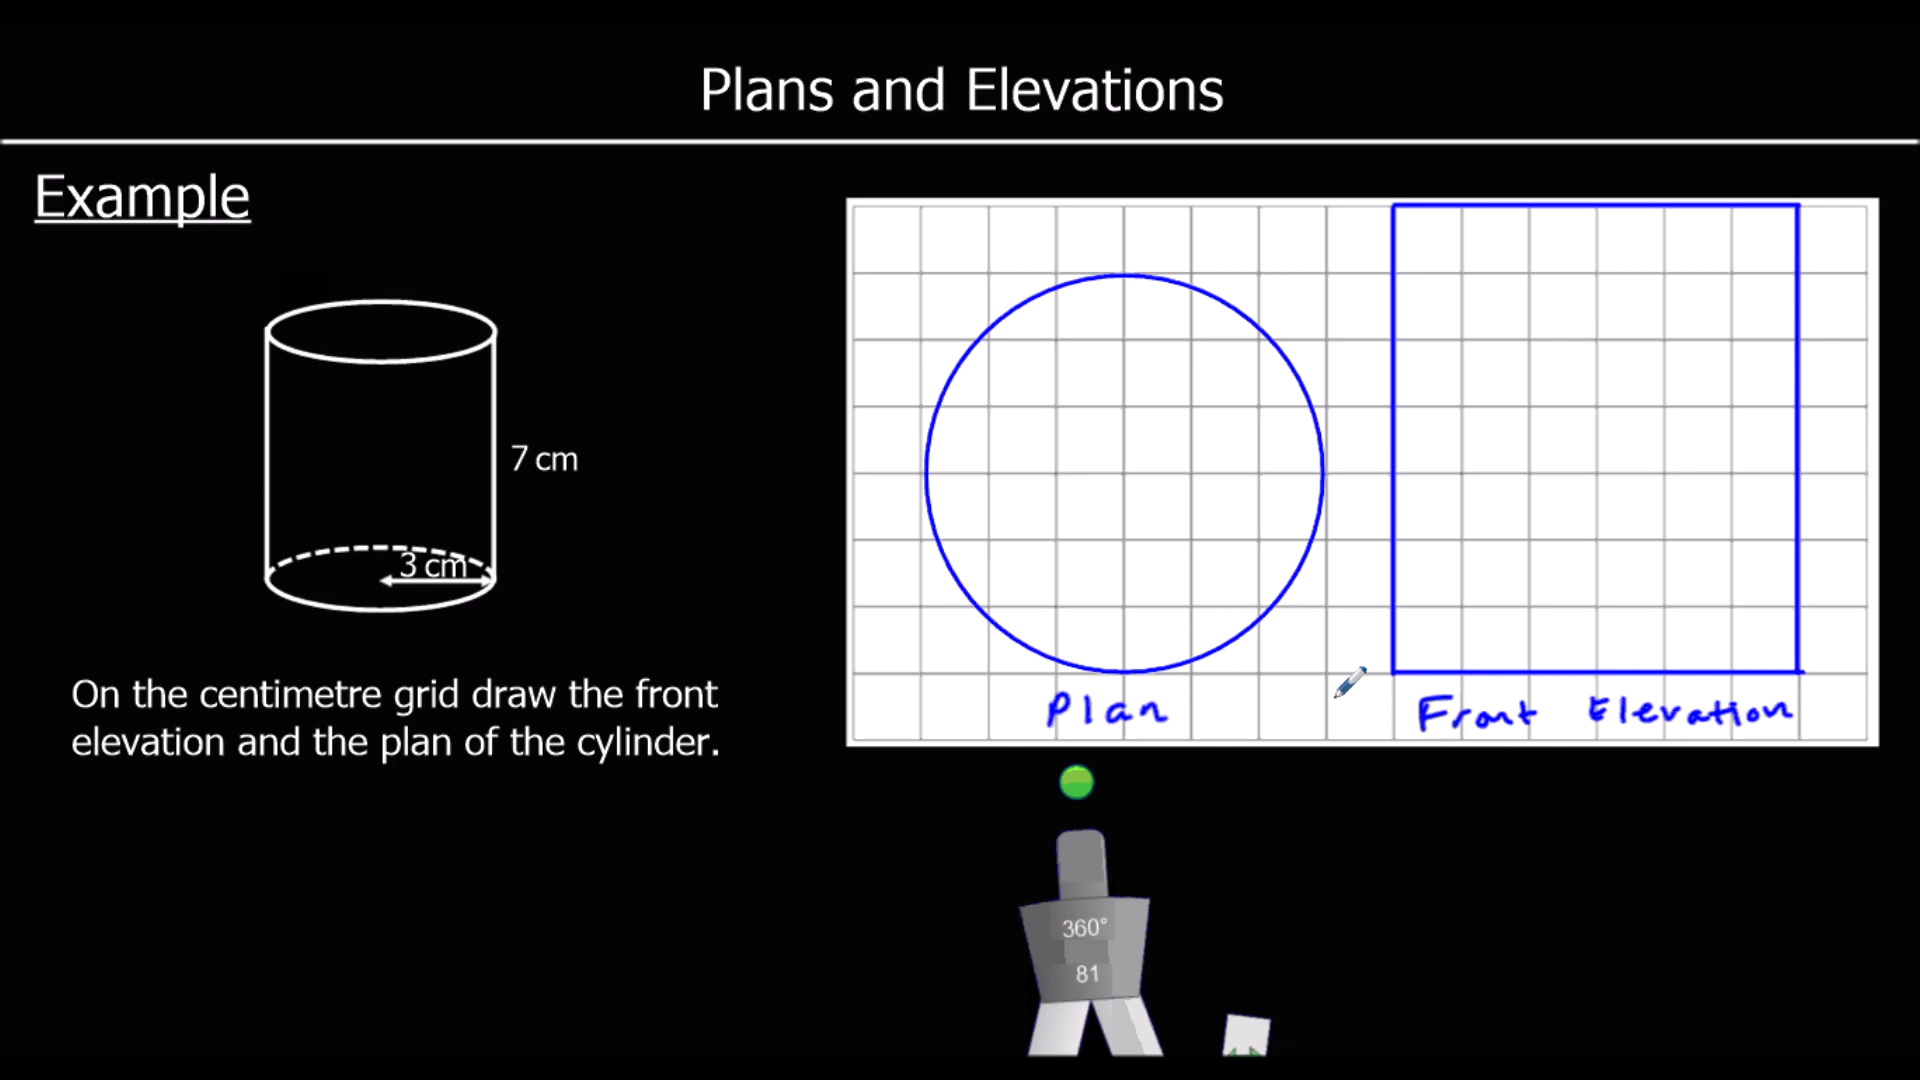 Plans and Elevations
Example
7 cm
3 cm
On the centimetre grid draw the front
elevation and the plan of the cylinder.
Plan
Front Elevation
360°
81